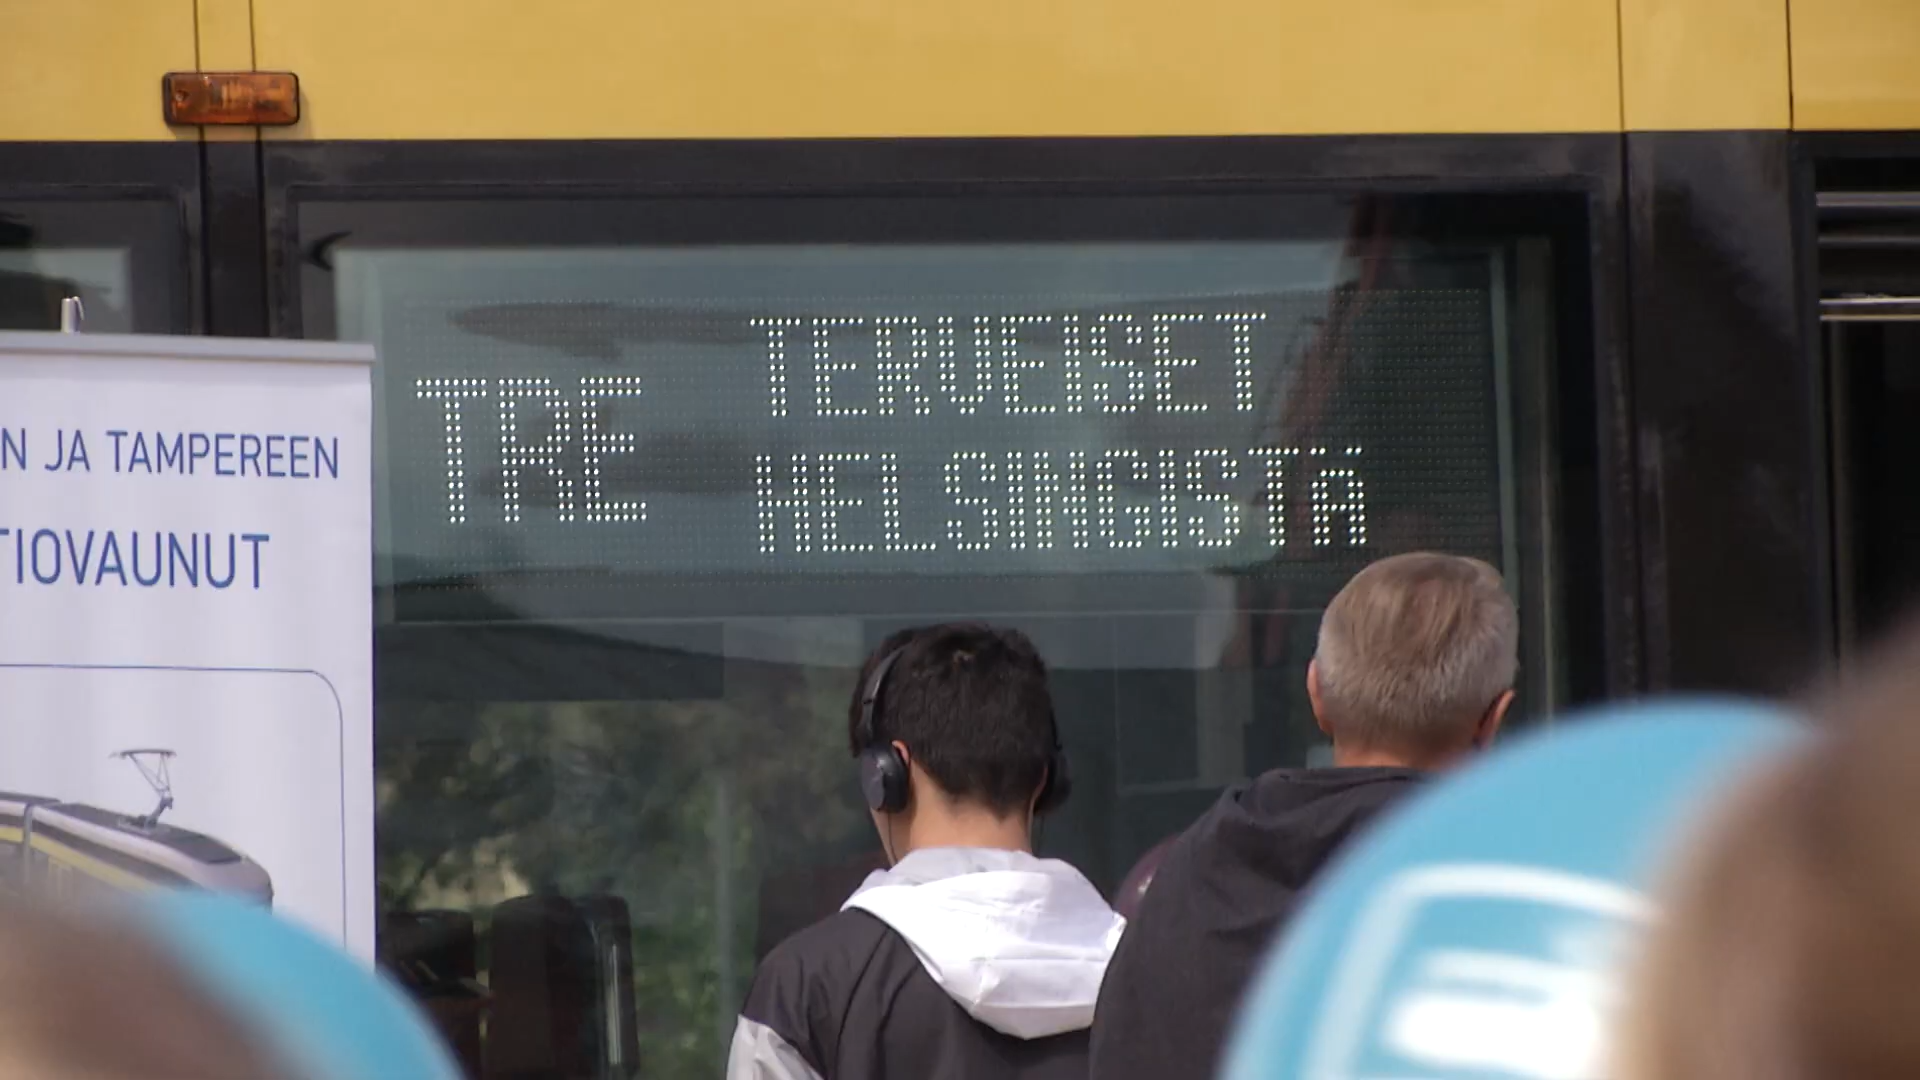 TRE
TERVEISET
HELSINGISTÄ
N JA TAMPEREEN
TIOVAUNUT